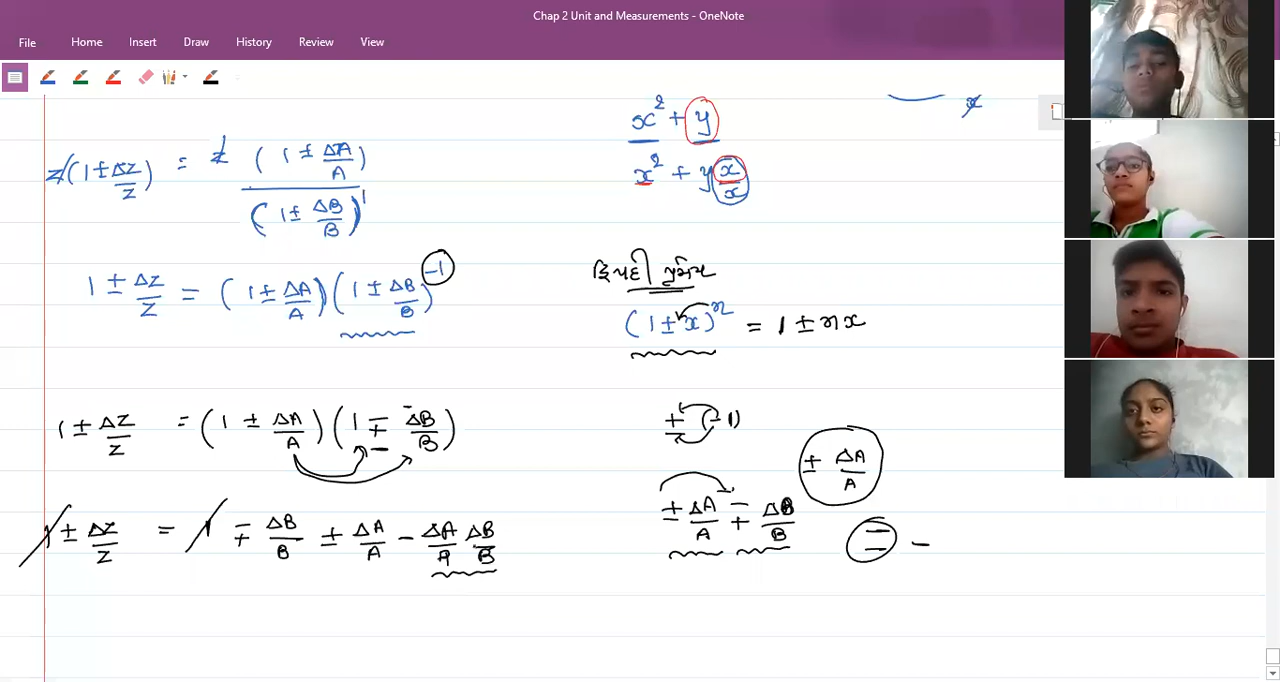 Chap 2 Unit and Measurements - OneNote
File Home Insert Draw History Review View
x² + y
x² + y x/x
z(1 ± Δz/z) = z (1 ± ΔA/A) / (1 ± ΔB/B)¹
1 ± Δz/z = (1 ± ΔA/A)(1 ± ΔB/B)⁻¹
(1 ± x)ⁿ = 1 ± nx
1 ± Δz/z = (1 ± ΔA/A)(1 ∓ ΔB/B)
± (-1)
± ΔA/A
1 ± Δz/z = 1 ∓ ΔB/B ± ΔA/A - ΔA/A ΔB/B
± ΔA/A ∓ ΔB/B